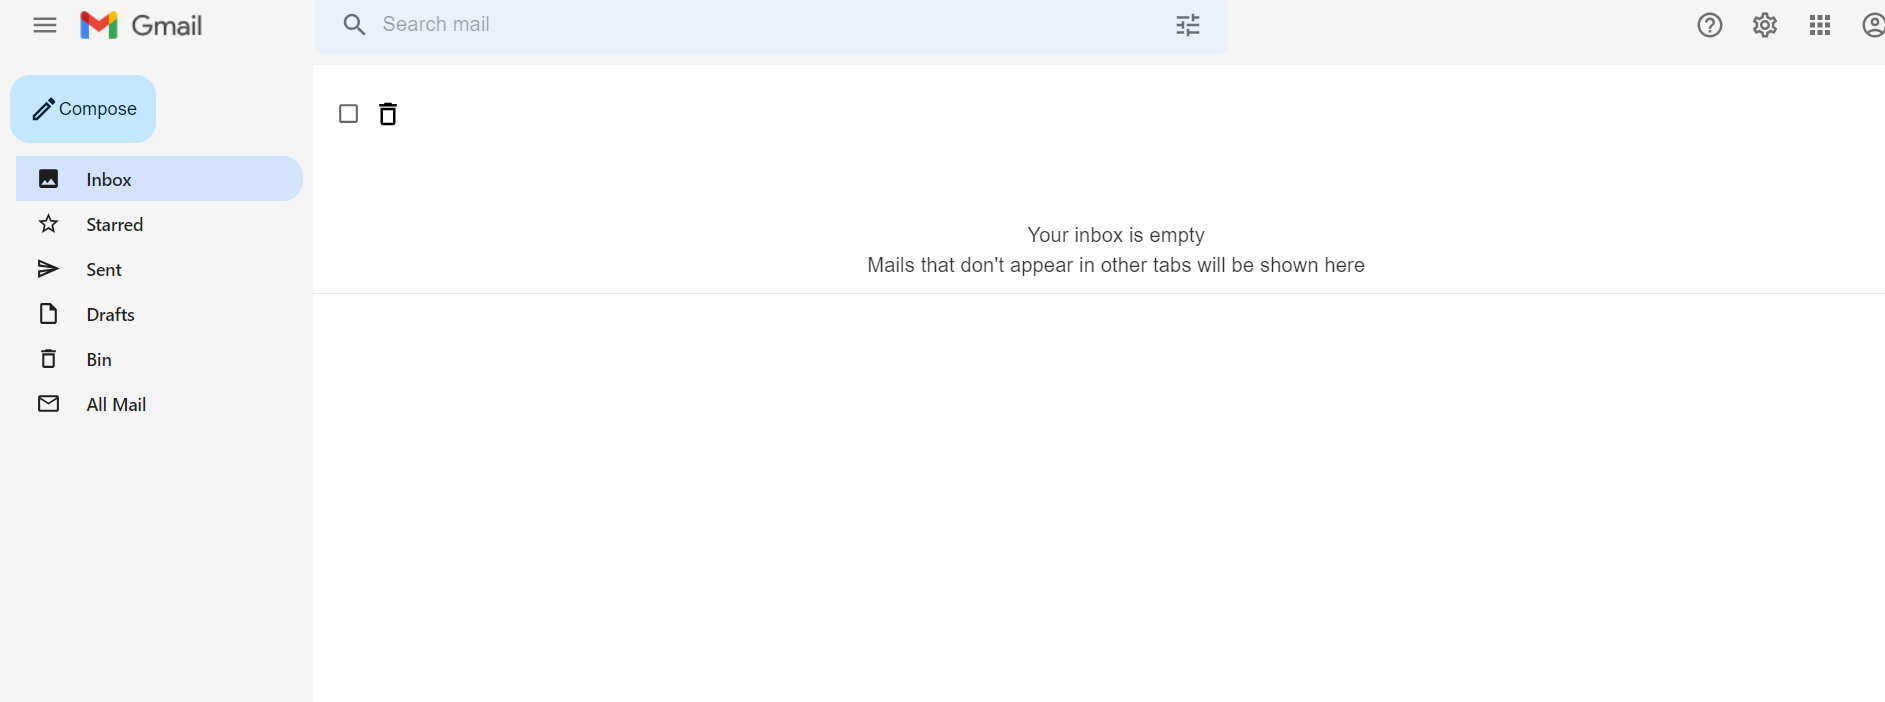 Gmail
Search mail
Compose
Inbox
Starred
Sent
Drafts
Bin
All Mail
Your inbox is empty
Mails that don't appear in other tabs will be shown here